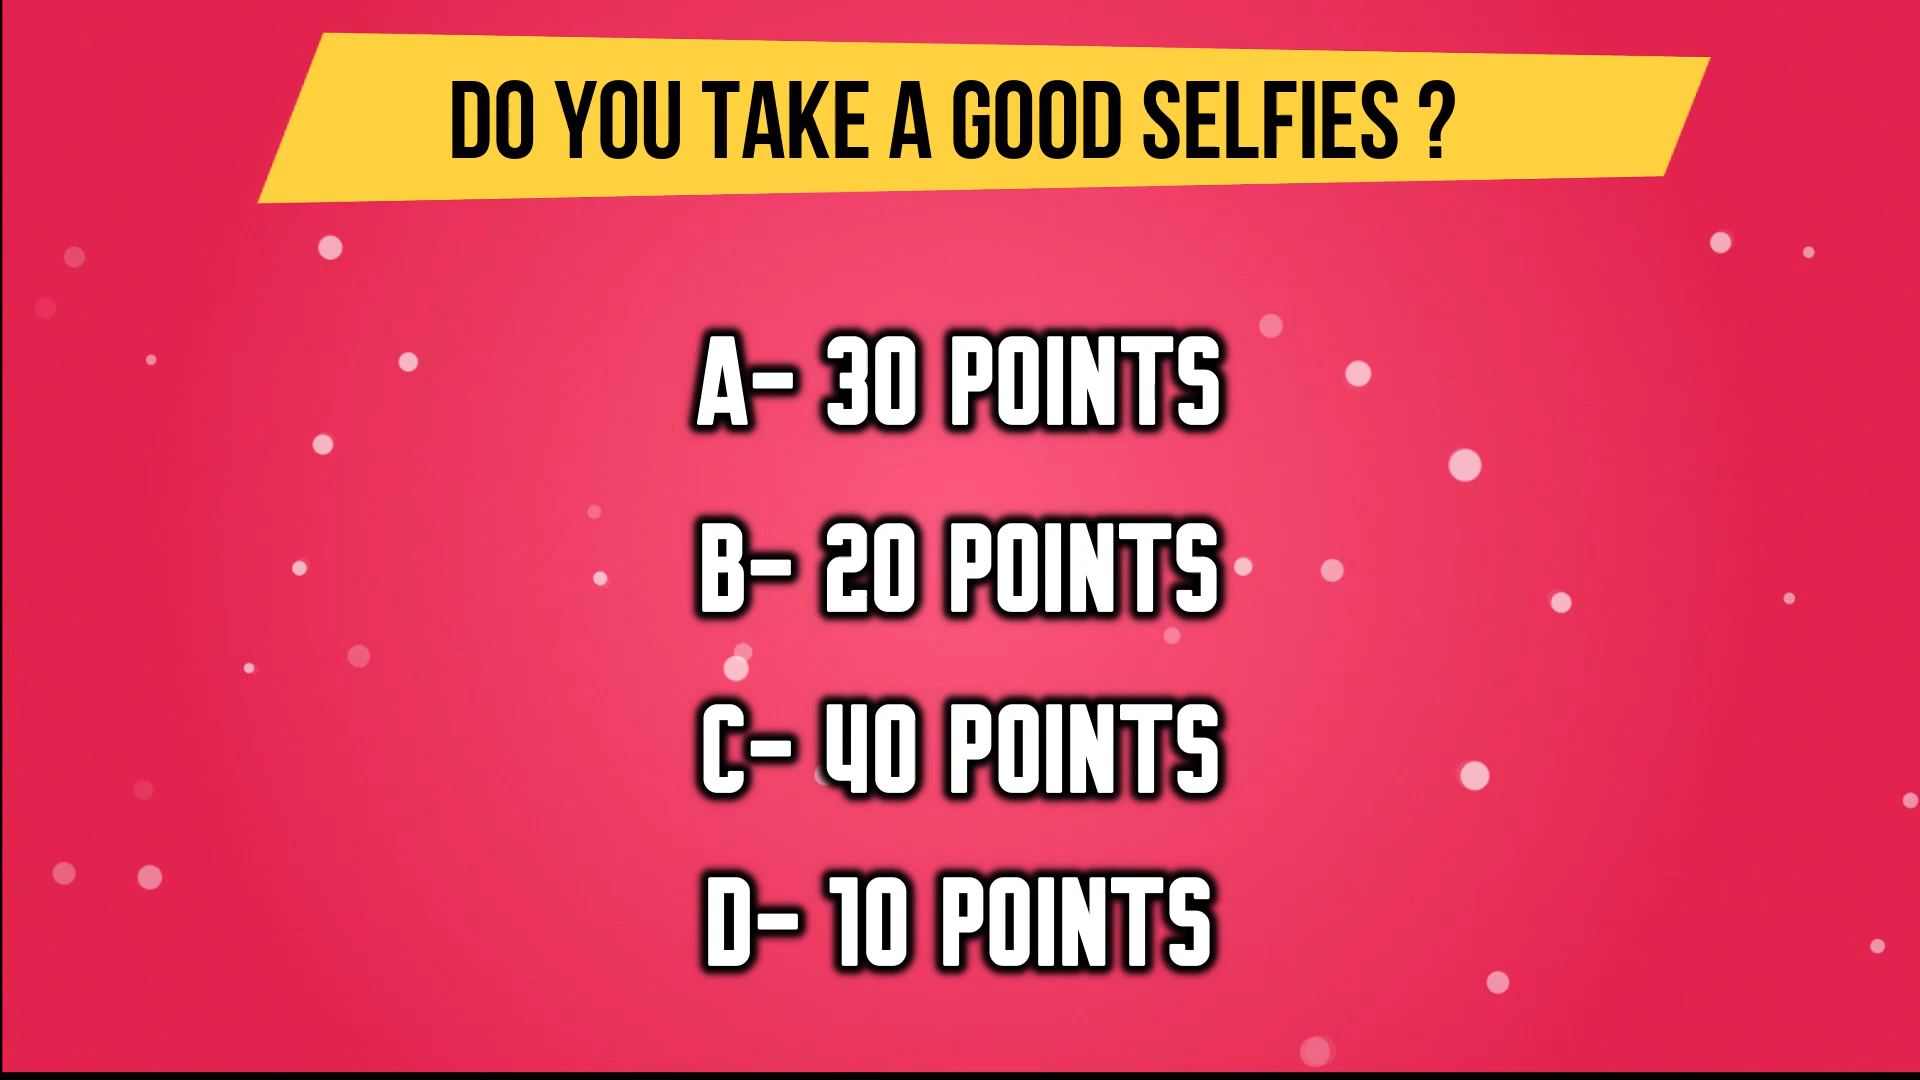 DO YOU TAKE A GOOD SELFIES ?
A- 30 POINTS
B- 20 POINTS
C- 40 POINTS
D- 10 POINTS